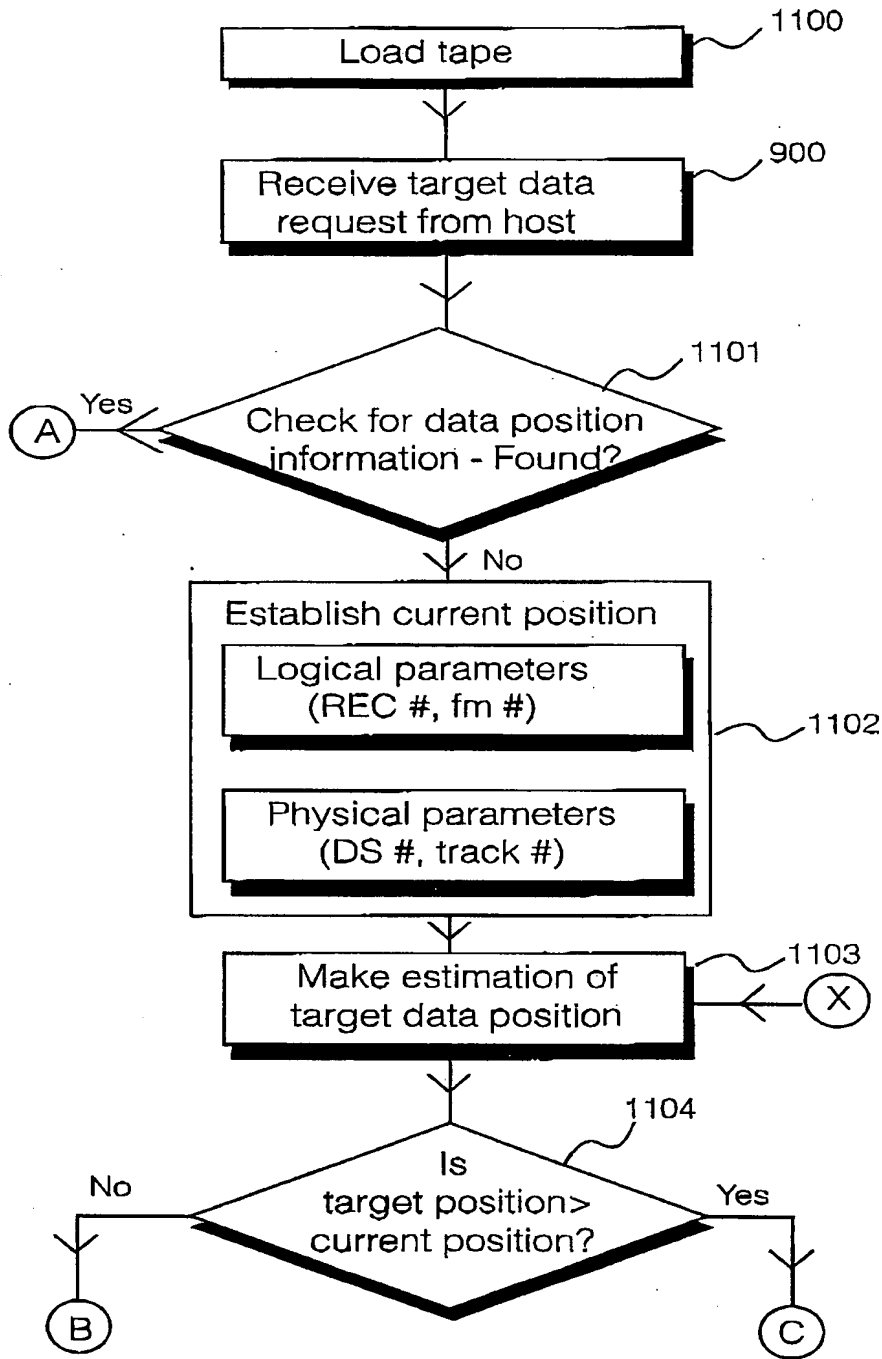 1100
Load tape
900
Receive target data
request from host
1101
Yes
A
Check for data position
information - Found?
No
Establish current position
Logical parameters
(REC #, fm #)
1102
Physical parameters
(DS #, track #)
1103
Make estimation of
target data position
X
1104
Is
target position>
current position?
No
Yes
B
C